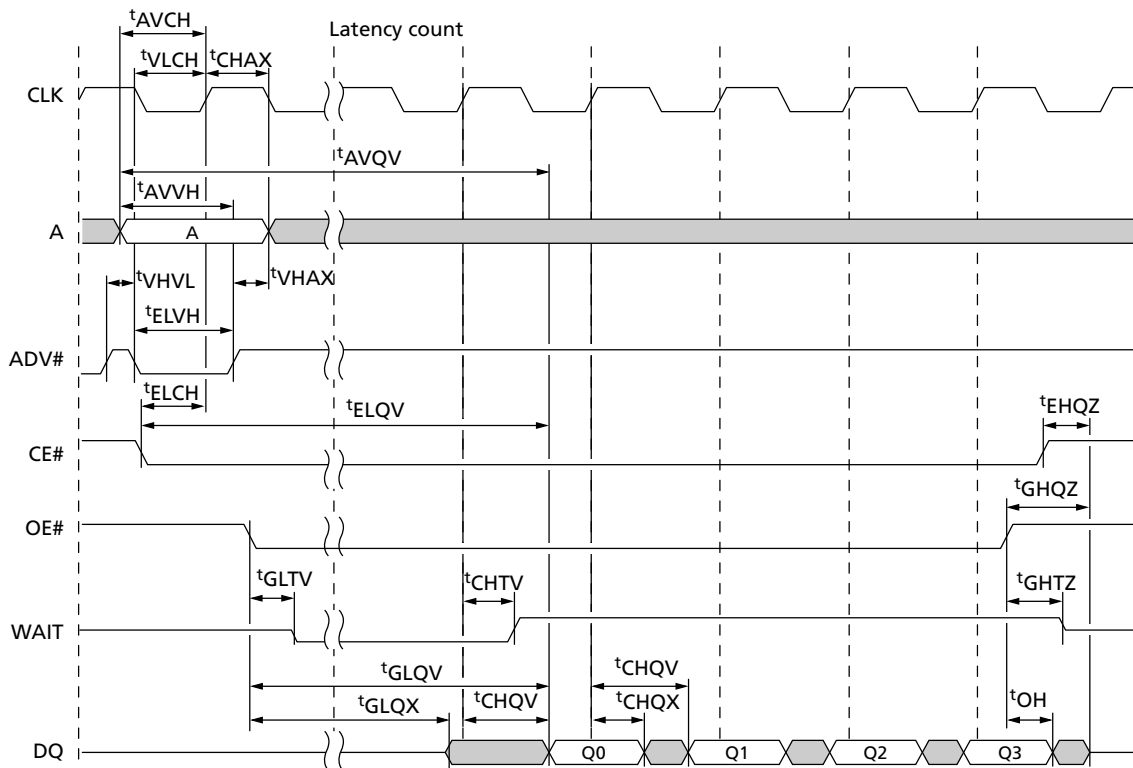 tAVCH
Latency count
tVLCH
tCHAX
CLK
tAVQV
tAVVH
A
A
tVHVL
tVHAX
tELVH
ADV#
tELCH
tELQV
tEHQZ
CE#
tGHQZ
OE#
tGLTV
tCHTV
tGHTZ
WAIT
tGLQV
tCHQV
tGLQX
tCHQV
tCHQX
tOH
DQ
Q0
Q1
Q2
Q3